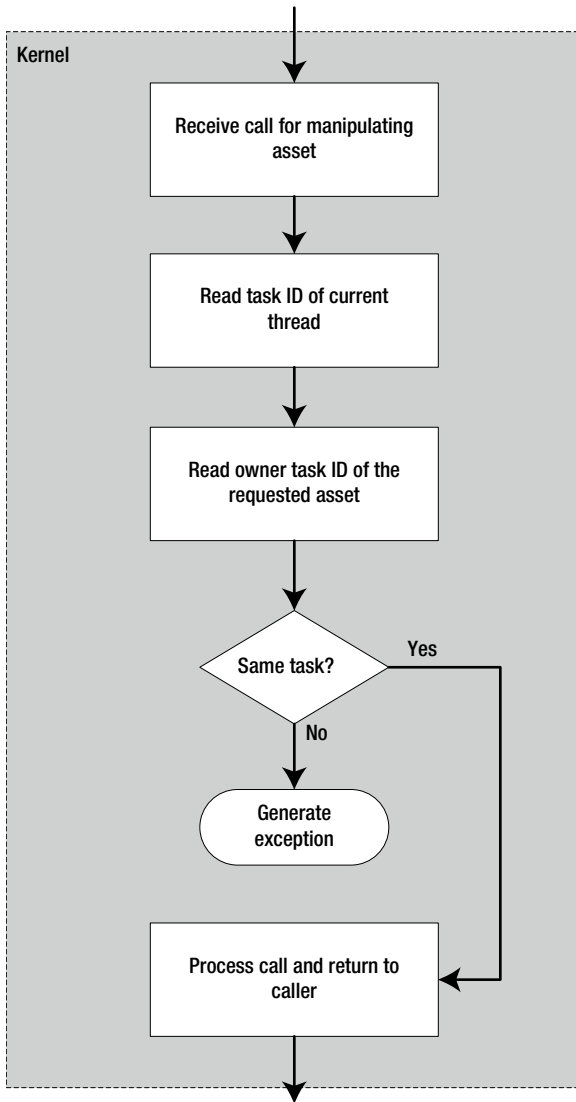 Kernel
Receive call for manipulating
asset
Read task ID of current
thread
Read owner task ID of the
requested asset
Same task?
Yes
No
Generate
exception
Process call and return to
caller